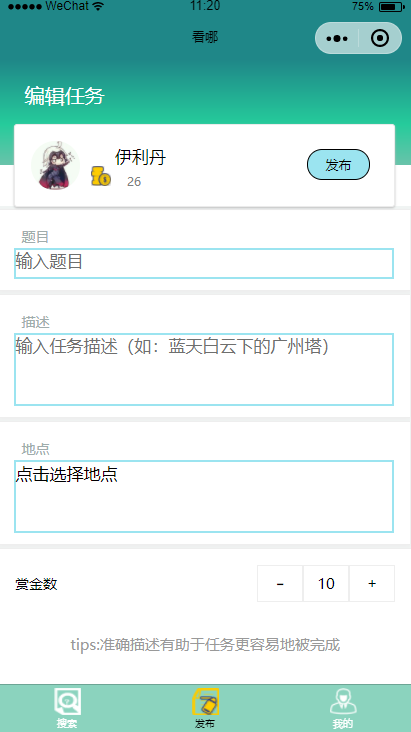 WeChat
11:20
75%
看哪
编辑任务
伊利丹
26
发布
题目
输入题目
描述
输入任务描述（如：蓝天白云下的广州塔）
地点
点击选择地点
赏金数
-
10
+
tips:准确描述有助于任务更容易地被完成
搜索
发布
我的